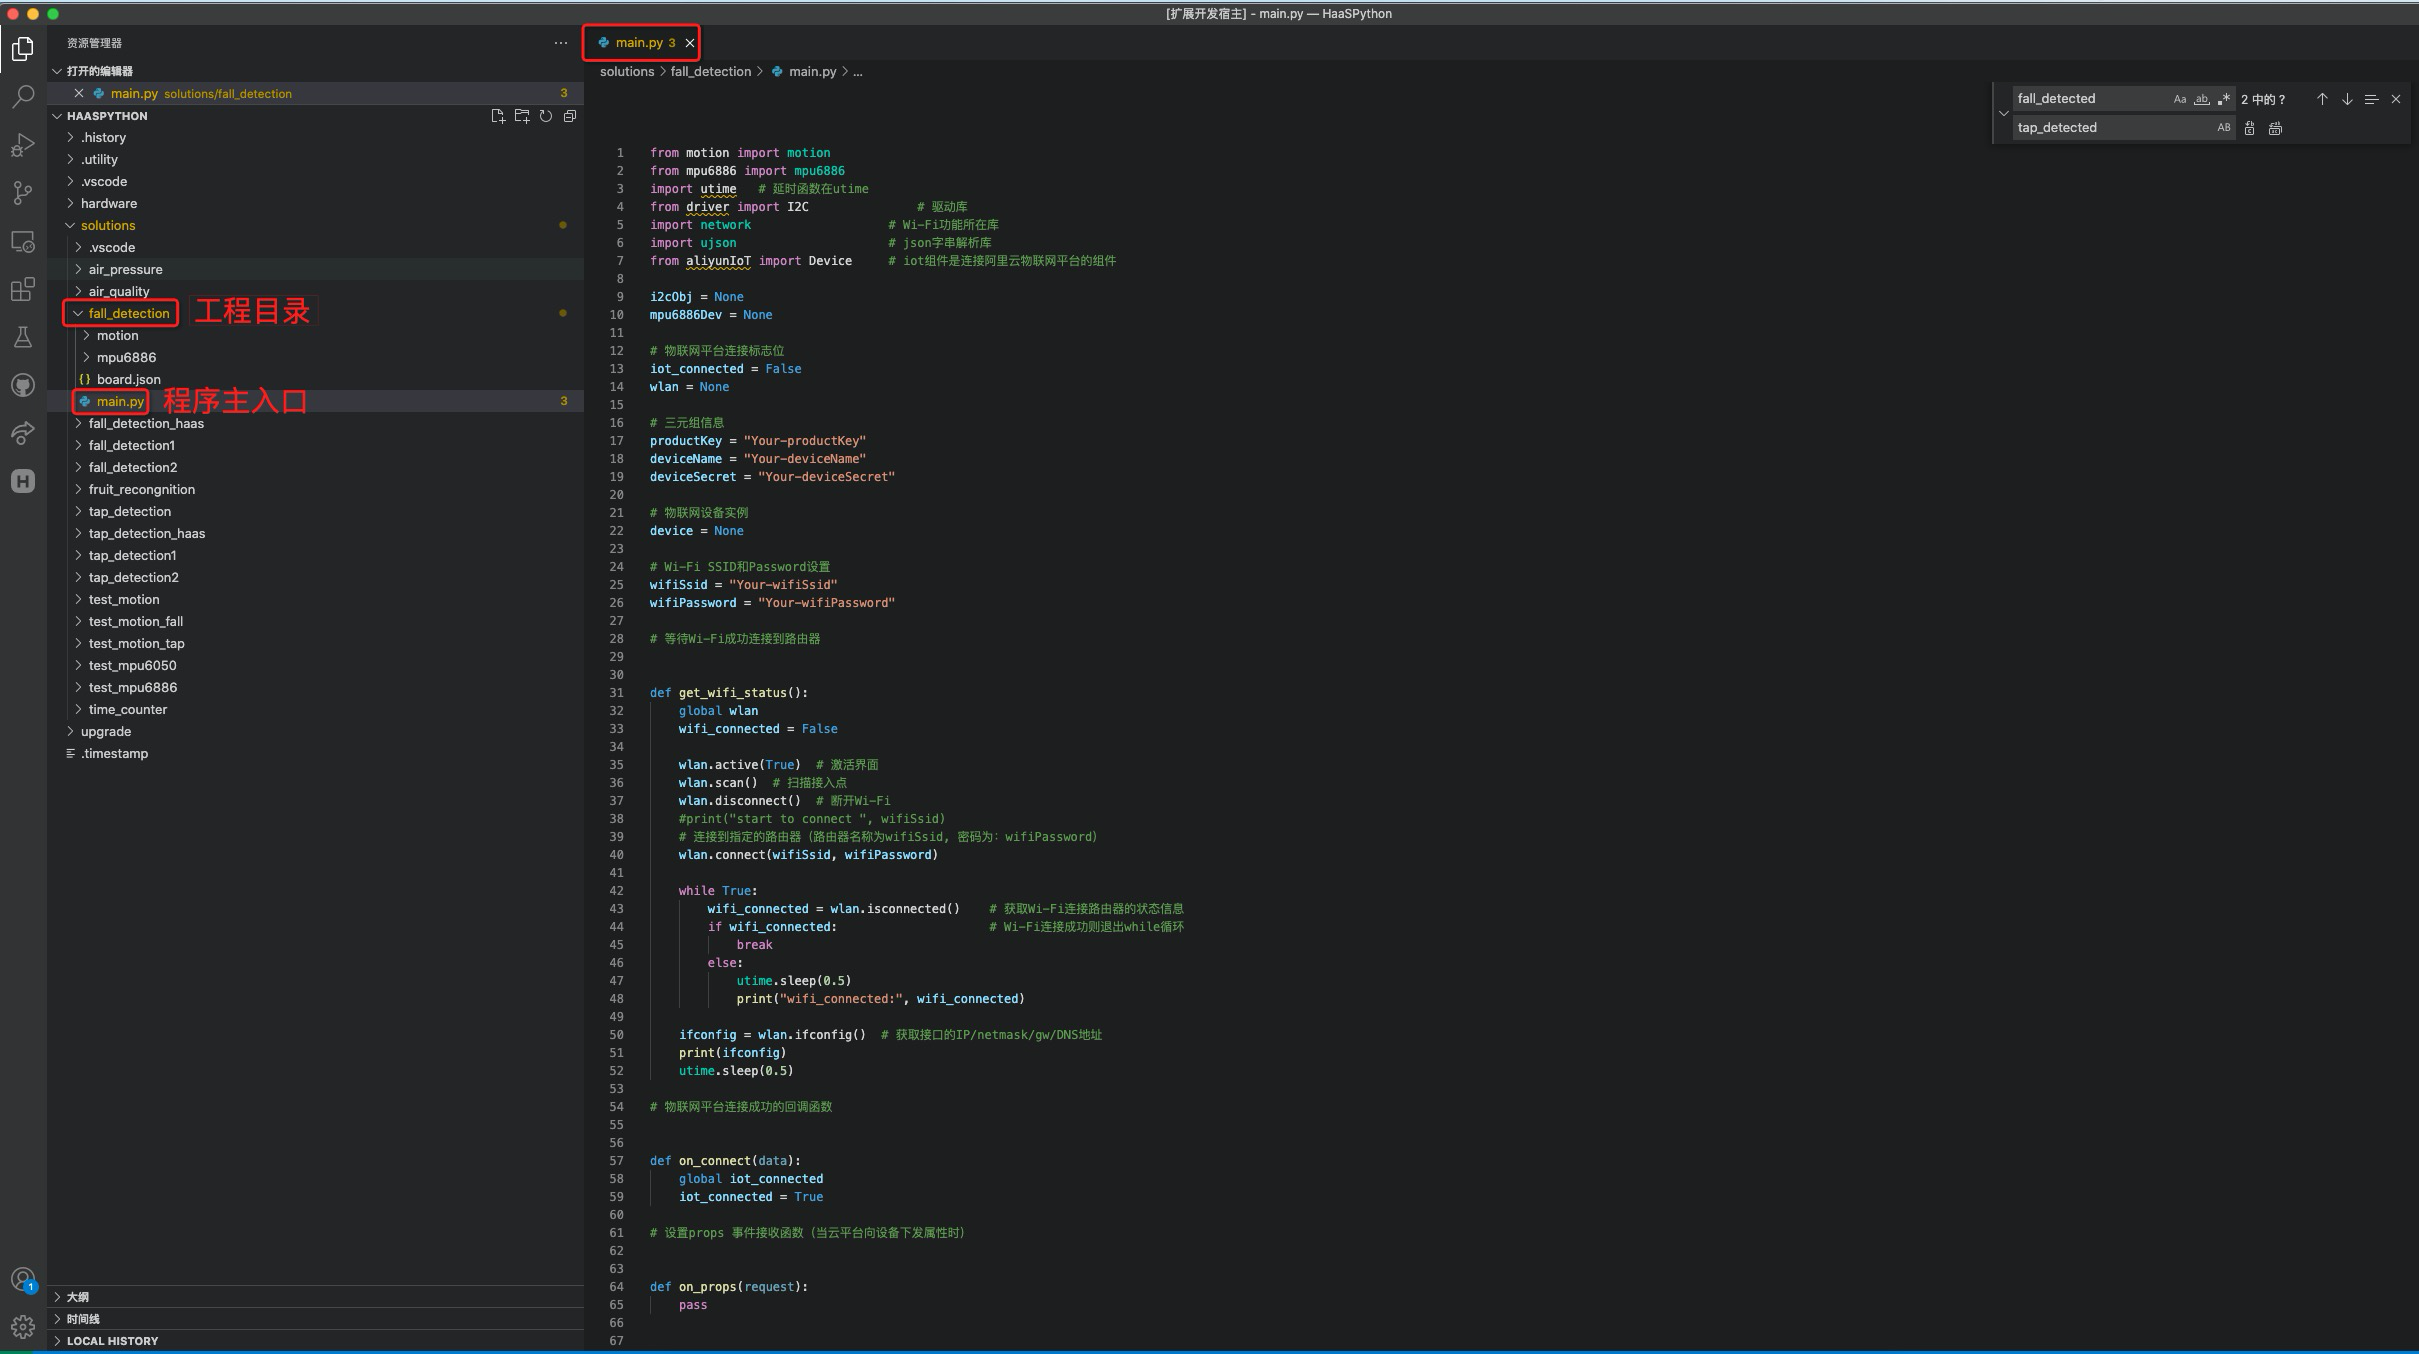 [扩展开发宿主] - main.py — HaaSPython
资源管理器
打开的编辑器
main.py solutions/fall_detection 3
HAASPYTHON
.history
.utility
.vscode
hardware
solutions
.vscode
air_pressure
air_quality
fall_detection 工程目录
motion
mpu6886
board.json
main.py 程序主入口 3
fall_detection_haas
fall_detection1
fall_detection2
fruit_recongnition
tap_detection
tap_detection_haas
tap_detection1
tap_detection2
test_motion
test_motion_fall
test_motion_tap
test_mpu6050
test_mpu6886
time_counter
upgrade
.timestamp
大纲
时间线
LOCAL HISTORY
1
H
main.py 3
solutions > fall_detection > main.py > ...
fall_detected Aa ab 2 中的 ?
tap_detected AB
1 from motion import motion
2 from mpu6886 import mpu6886
3 import utime # 延时函数在utime
4 from driver import I2C # 驱动库
5 import network # Wi-Fi功能所在库
6 import ujson # json字串解析库
7 from aliyunIoT import Device # iot组件是连接阿里云物联网平台的组件
8
9 i2cObj = None
10 mpu6886Dev = None
11
12 # 物联网平台连接标志位
13 iot_connected = False
14 wlan = None
15
16 # 三元组信息
17 productKey = "Your-productKey"
18 deviceName = "Your-deviceName"
19 deviceSecret = "Your-deviceSecret"
20
21 # 物联网设备实例
22 device = None
23
24 # Wi-Fi SSID和Password设置
25 wifiSsid = "Your-wifiSsid"
26 wifiPassword = "Your-wifiPassword"
27
28 # 等待Wi-Fi成功连接到路由器
29
30
31 def get_wifi_status():
32 global wlan
33 wifi_connected = False
34
35 wlan.active(True) # 激活界面
36 wlan.scan() # 扫描接入点
37 wlan.disconnect() # 断开Wi-Fi
38 #print("start to connect ", wifiSsid)
39 # 连接到指定的路由器（路由器名称为wifiSsid, 密码为：wifiPassword）
40 wlan.connect(wifiSsid, wifiPassword)
41
42 while True:
43 wifi_connected = wlan.isconnected() # 获取Wi-Fi连接路由器的状态信息
44 if wifi_connected: # Wi-Fi连接成功则退出while循环
45 break
46 else:
47 utime.sleep(0.5)
48 print("wifi_connected:", wifi_connected)
49
50 ifconfig = wlan.ifconfig() # 获取接口的IP/netmask/gw/DNS地址
51 print(ifconfig)
52 utime.sleep(0.5)
53
54 # 物联网平台连接成功的回调函数
55
56
57 def on_connect(data):
58 global iot_connected
59 iot_connected = True
60
61 # 设置props 事件接收函数（当云平台向设备下发属性时）
62
63
64 def on_props(request):
65 pass
66
67